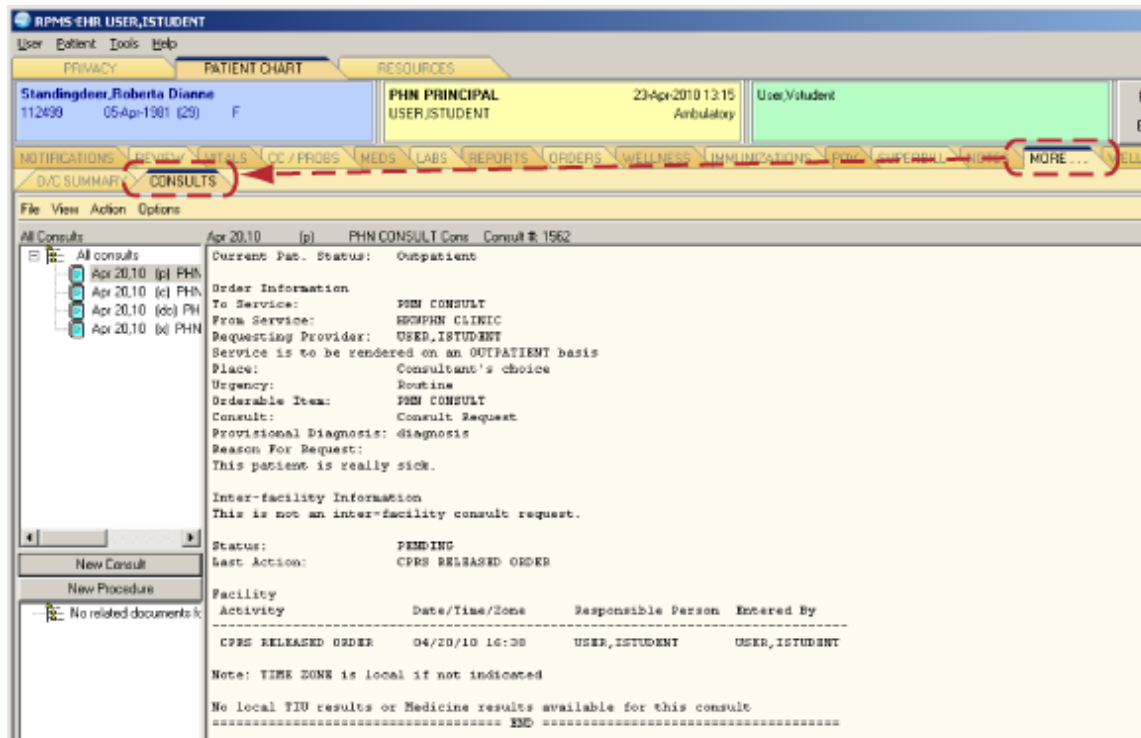 RPMS-EHR USER,ISTUDENT
User Patient Tools Help
PRIVACY PATIENT CHART RESOURCES
Standingdeer,Roberta Dianne PHN PRINCIPAL 23-Apr-2010 13:15 User,Vstudent
112499 05-Apr-1981 (29) F USER,ISTUDENT Ambulatory
NOTIFICATIONS REVIEW VITALS CC / PROBS MEDS LABS REPORTS ORDERS WELLNESS IMMUNIZATIONS POV SUPERBILL NOTES MORE . . .
D/C SUMMARY CONSULTS
File View Action Options
All Consults Apr 20,10 (p) PHN CONSULT Cons Consult #: 1562
All consults
Apr 20,10 (p) PHN
Apr 20,10 (c) PHN
Apr 20,10 (dc) PH
Apr 20,10 (x) PHN
New Consult
New Procedure
No related documents fo
Current Pat. Status: Outpatient
Order Information
To Service: PHN CONSULT
From Service: CLINIC
Requesting Provider: USER,ISTUDENT
Service is to be rendered on an OUTPATIENT basis
Place: Consultant's choice
Urgency: Routine
Orderable Item: PHN CONSULT
Consult: Consult Request
Provisional Diagnosis: diagnosis
Reason For Request:
This patient is really sick.
Inter-facility Information
This is not an inter-facility consult request.
Status: PENDING
Last Action: CPRS RELEASED ORDER
Facility
Activity Date/Time/Zone Responsible Person Entered By
CPRS RELEASED ORDER 04/20/10 16:38 USER,ISTUDENT USER,ISTUDENT
Note: TIME ZONE is local if not indicated
No local TIU results or Medicine results available for this consult
=================================== END ===================================